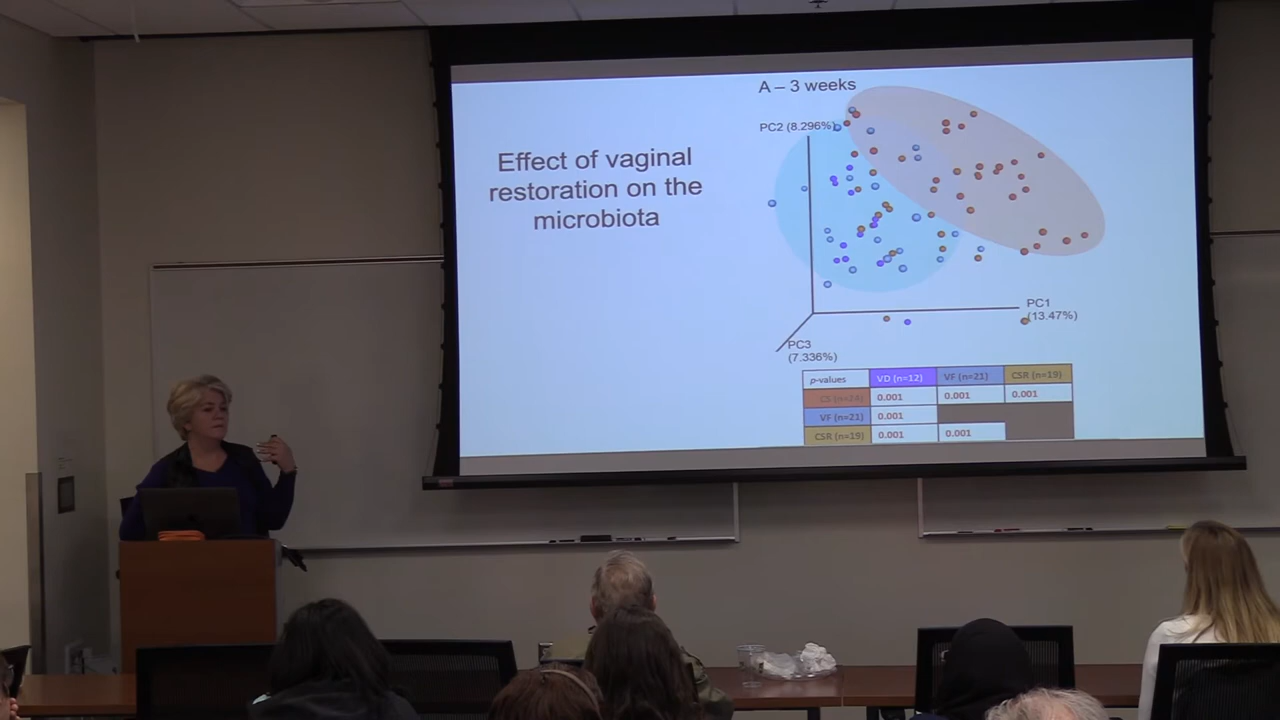 A – 3 weeks
Effect of vaginal
restoration on the
microbiota
PC2 (8.296%)
PC1
(13.47%)
PC3
(7.336%)
p-values VD (n=12) VF (n=21) CSR (n=19)
0.001 0.001 0.001
VF (n=21) 0.001
CSR (n=19) 0.001 0.001